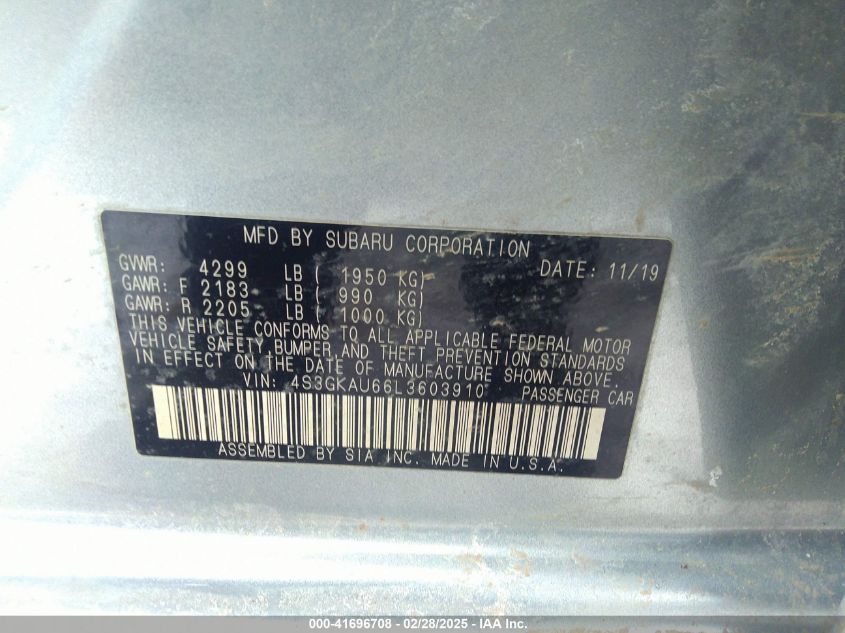 MFD BY SUBARU CORPORATION
GVWR: 4299 LB ( 1950 KG) DATE: 11/19
GAWR: F 2183 LB ( 990 KG)
GAWR: R 2205 LB ( 1000 KG)
THIS VEHICLE CONFORMS TO ALL APPLICABLE FEDERAL MOTOR
VEHICLE SAFETY, BUMPER, AND THEFT PREVENTION STANDARDS
IN EFFECT ON THE DATE OF MANUFACTURE SHOWN ABOVE.
VIN: 4S3GKAU66L3603910 PASSENGER CAR
ASSEMBLED BY SIA INC. MADE IN U.S.A.
000-41696708 - 02/28/2025 - IAA Inc.